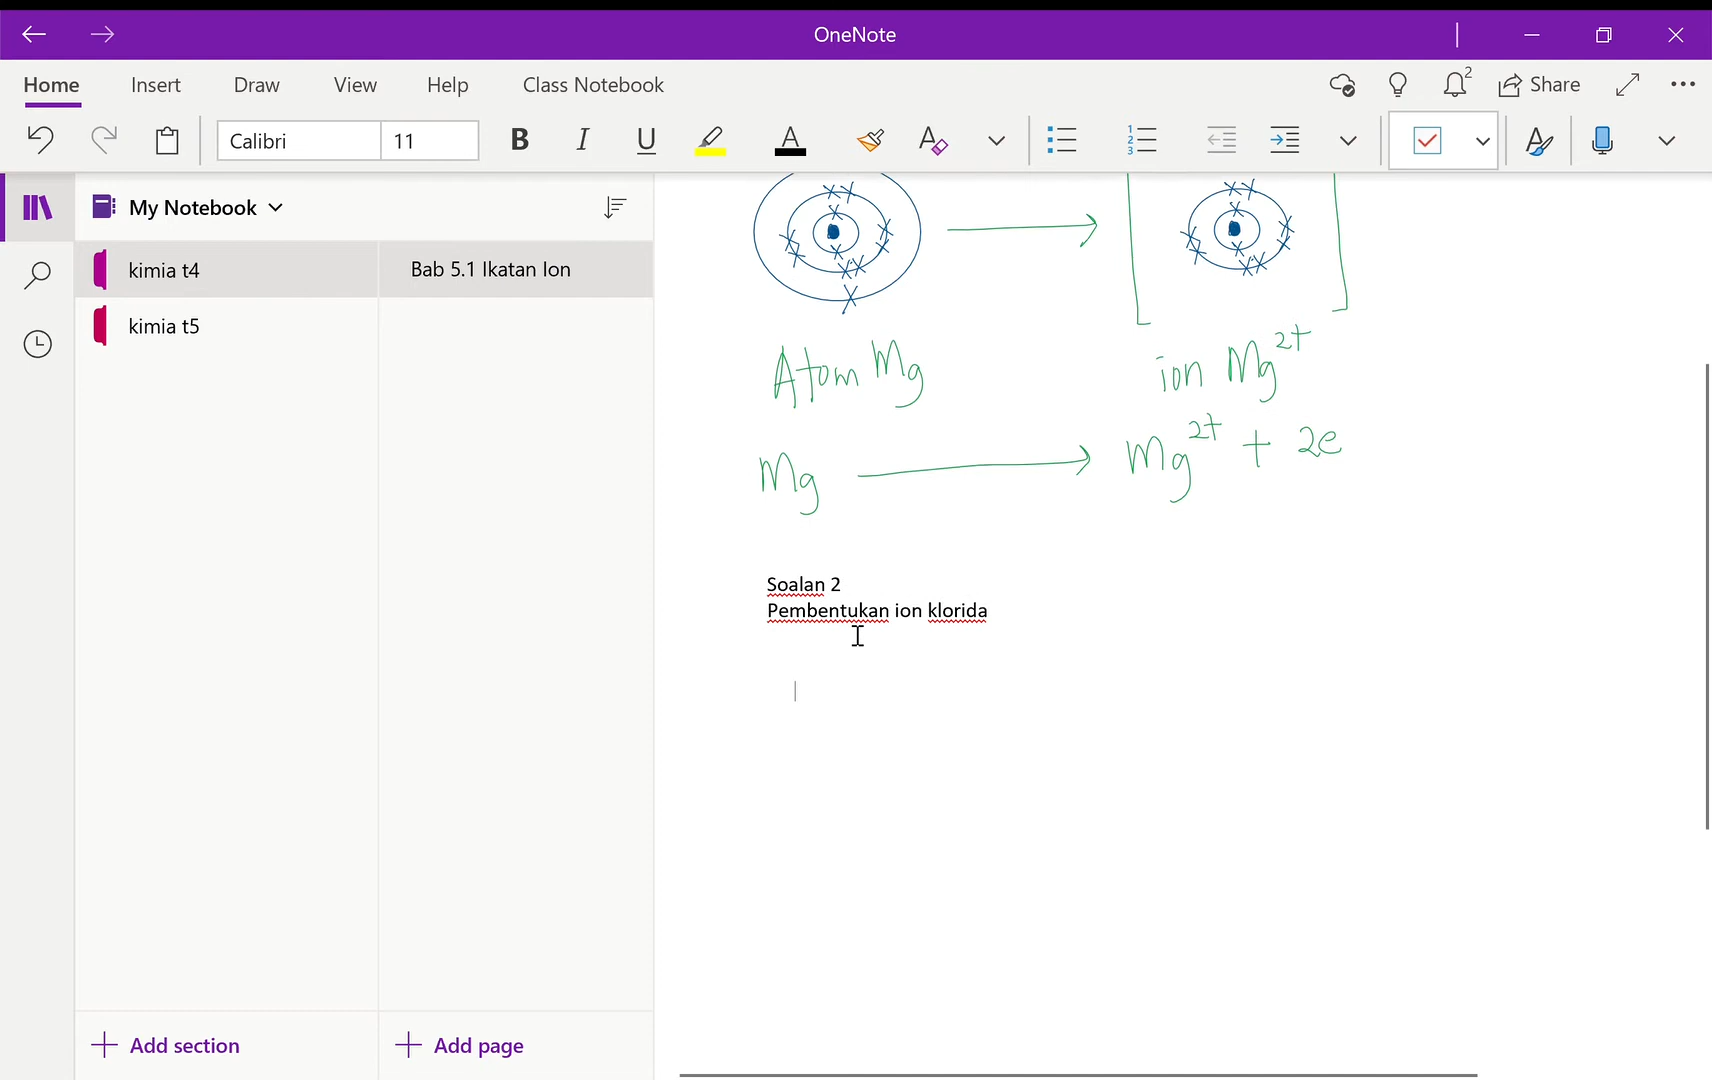 OneNote
Home Insert Draw View Help Class Notebook 2 Share
Calibri 11 B I U A A
My Notebook
kimia t4
Bab 5.1 Ikatan Ion
kimia t5
Atom Mg
ion Mg²⁺
Mg → Mg²⁺ + 2e
Soalan 2
Pembentukan ion klorida
Add section
Add page